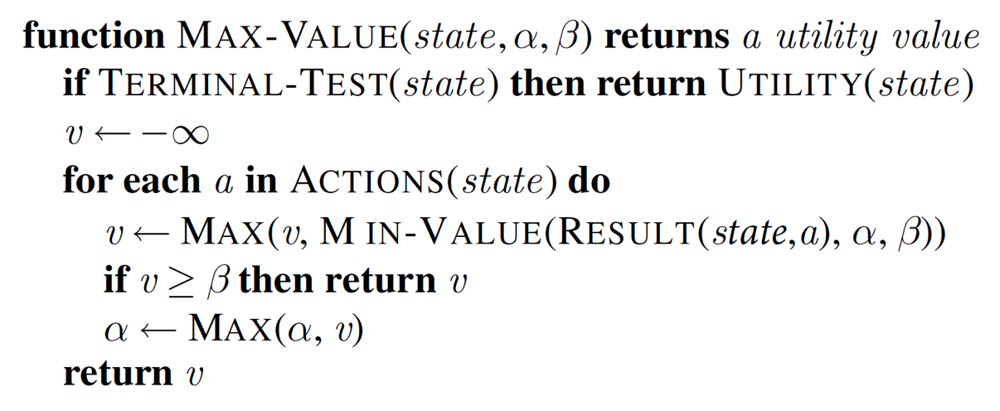 function MAX-VALUE(state, α, β) returns a utility value
if TERMINAL-TEST(state) then return UTILITY(state)
v ← −∞
for each a in ACTIONS(state) do
v ← MAX(v, M IN-VALUE(RESULT(state,a), α, β))
if v ≥ β then return v
α ← MAX(α, v)
return v